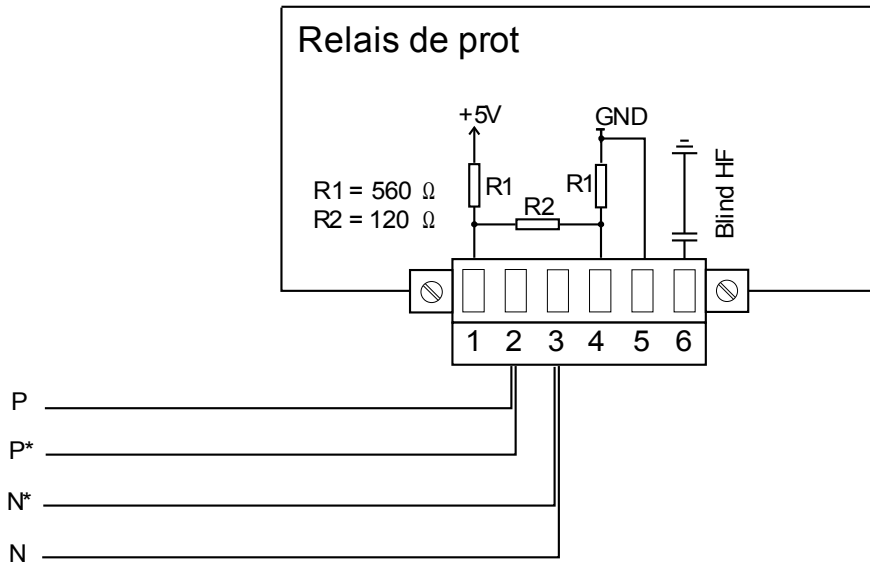 Relais de prot
+5V
GND
R1 = 560 Ω
R2 = 120 Ω
R1
R2
R1
Blind HF
1 2 3 4 5 6
P
P*
N*
N